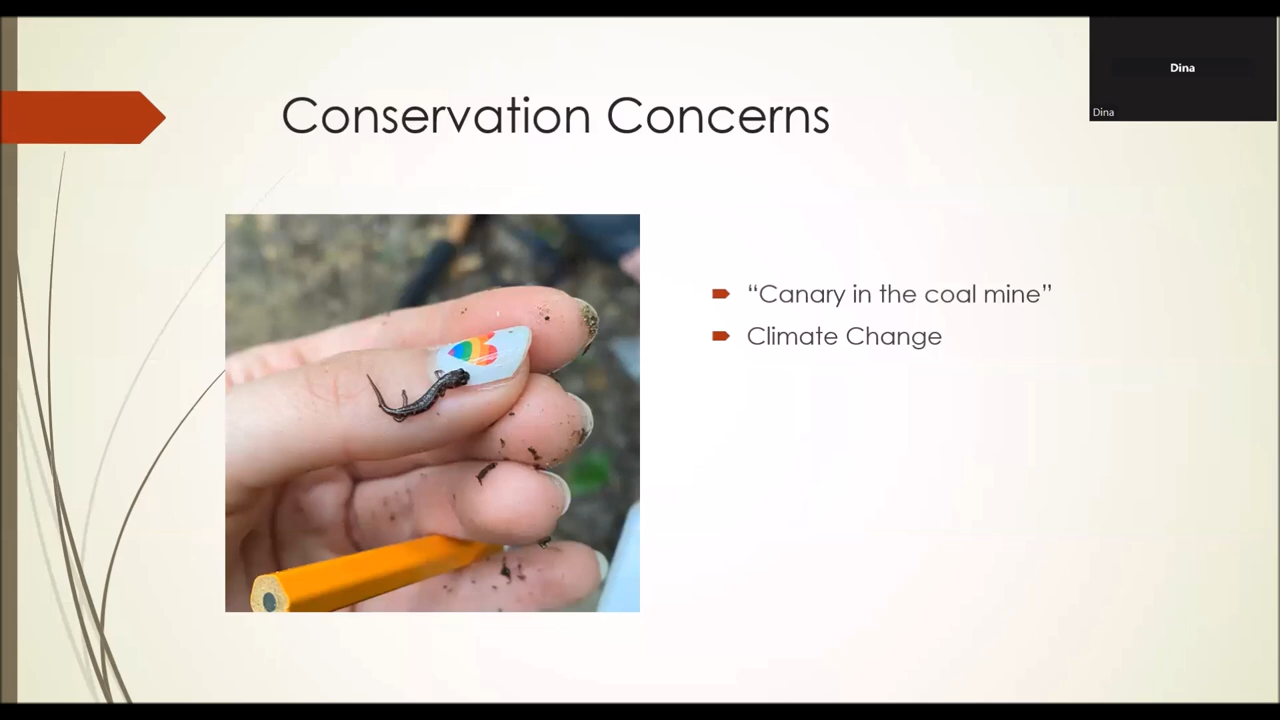 Dina
Dina
Conservation Concerns
“Canary in the coal mine”
Climate Change